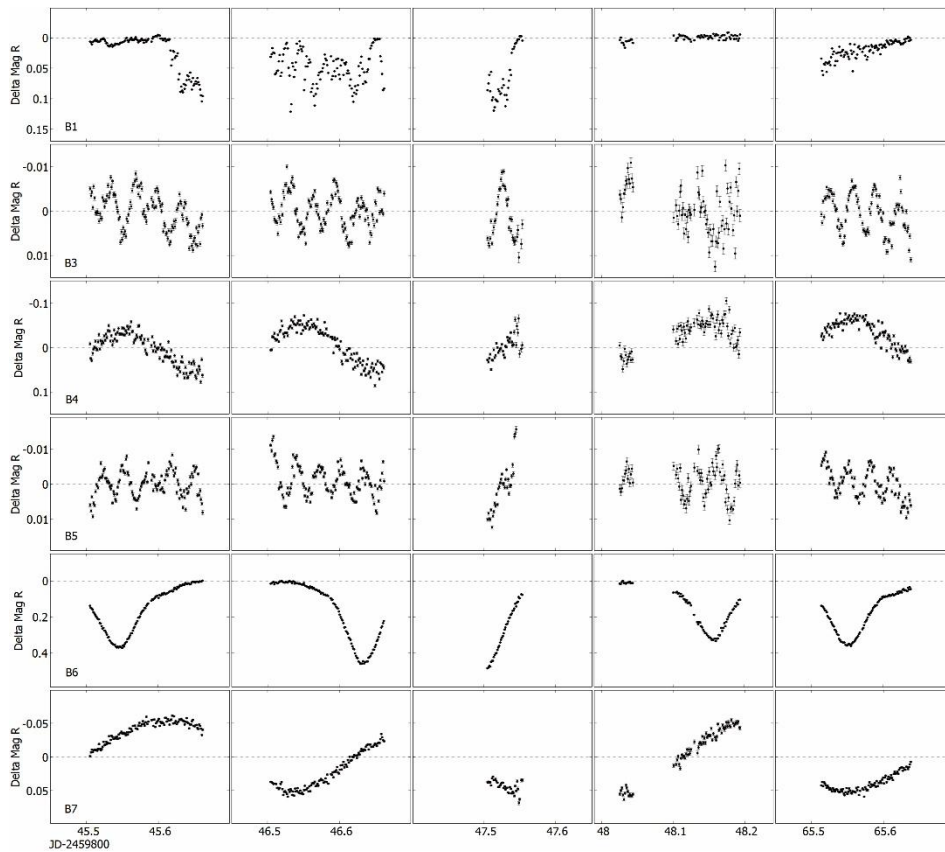 Delta Mag R
0
0.05
0.1
0.15
B1
Delta Mag R
-0.01
0
0.01
B3
Delta Mag R
-0.1
0
0.1
B4
Delta Mag R
-0.01
0
0.01
B5
Delta Mag R
0
0.2
0.4
B6
Delta Mag R
-0.05
0
0.05
B7
45.5 45.6 46.5 46.6 47.5 47.6 48 48.1 48.2 65.5 65.6
JD-2459800